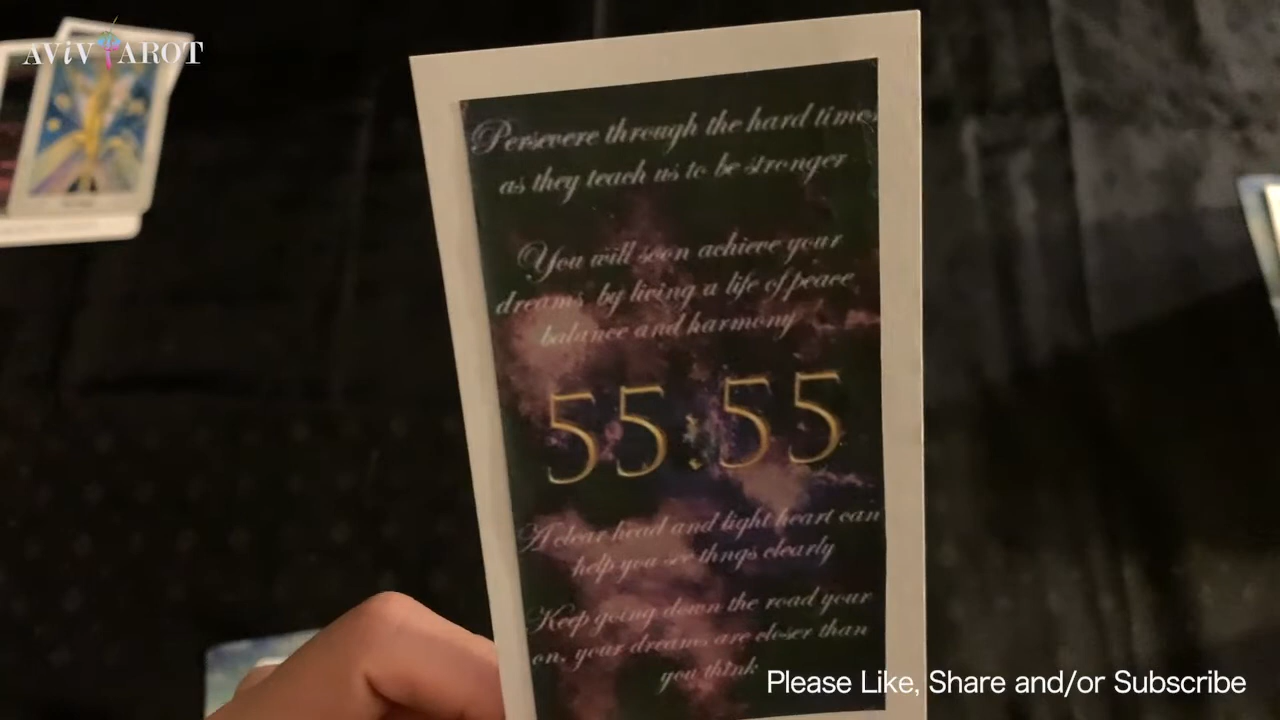 AViV TAROT
Persevere through the hard times
as they teach us to be stronger
You will soon achieve your
dreams, by living a life of peace
balance and harmony
55:55
A clear head and light heart can
help you see thngs clearly
Keep going down the road your
on, your dreams are closer than
you think
Please Like, Share and/or Subscribe